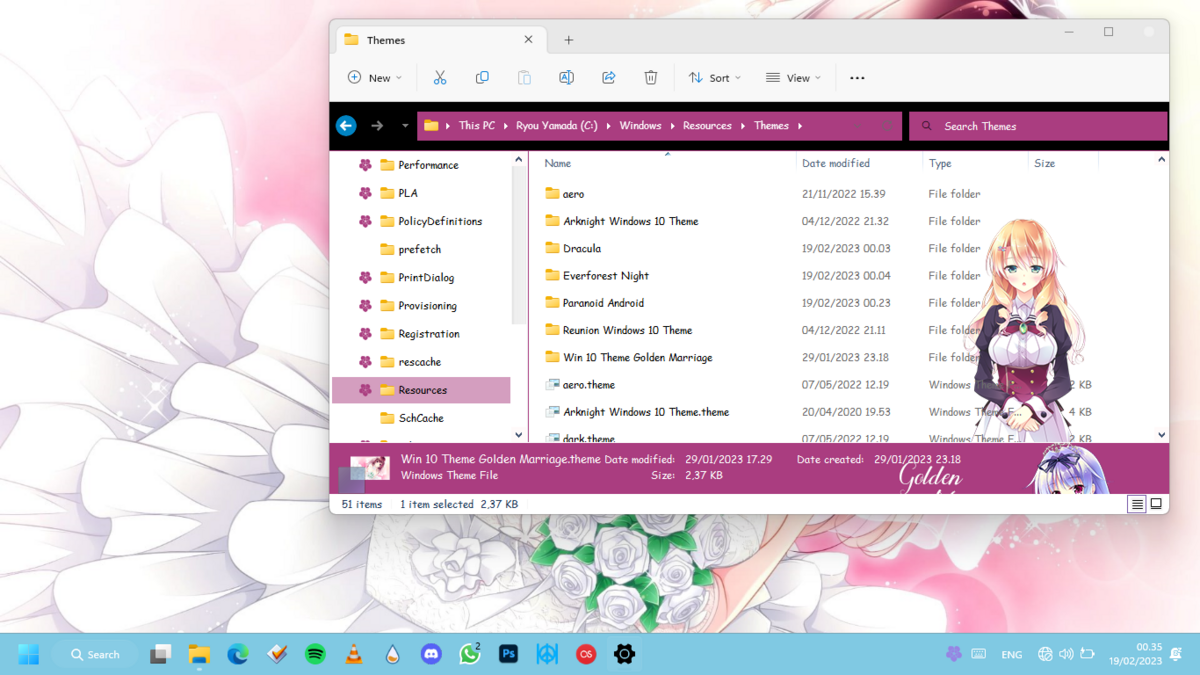 Themes
New
Sort
View
This PC
Ryou Yamada (C:)
Windows
Resources
Themes
Search Themes
Performance
PLA
PolicyDefinitions
prefetch
PrintDialog
Provisioning
Registration
rescache
Resources
SchCache
Name Date modified Type Size
aero 21/11/2022 15.39 File folder
Arknight Windows 10 Theme 04/12/2022 21.32 File folder
Dracula 19/02/2023 00.03 File folder
Everforest Night 19/02/2023 00.04 File folder
Paranoid Android 19/02/2023 00.23 File folder
Reunion Windows 10 Theme 04/12/2022 21.11 File folder
Win 10 Theme Golden Marriage 29/01/2023 23.18 File folder
aero.theme 07/05/2022 12.19 Windows Theme F... 2 KB
Arknight Windows 10 Theme.theme 20/04/2020 19.53 Windows Theme F... 4 KB
dark.theme 07/05/2022 12.19 Windows Theme F... 2 KB
Win 10 Theme Golden Marriage.theme Date modified: 29/01/2023 17.29 Date created: 29/01/2023 23.18
Windows Theme File Size: 2,37 KB
Golden
51 items 1 item selected 2,37 KB
Search
2
Ps
OS
ENG
00.35
19/02/2023